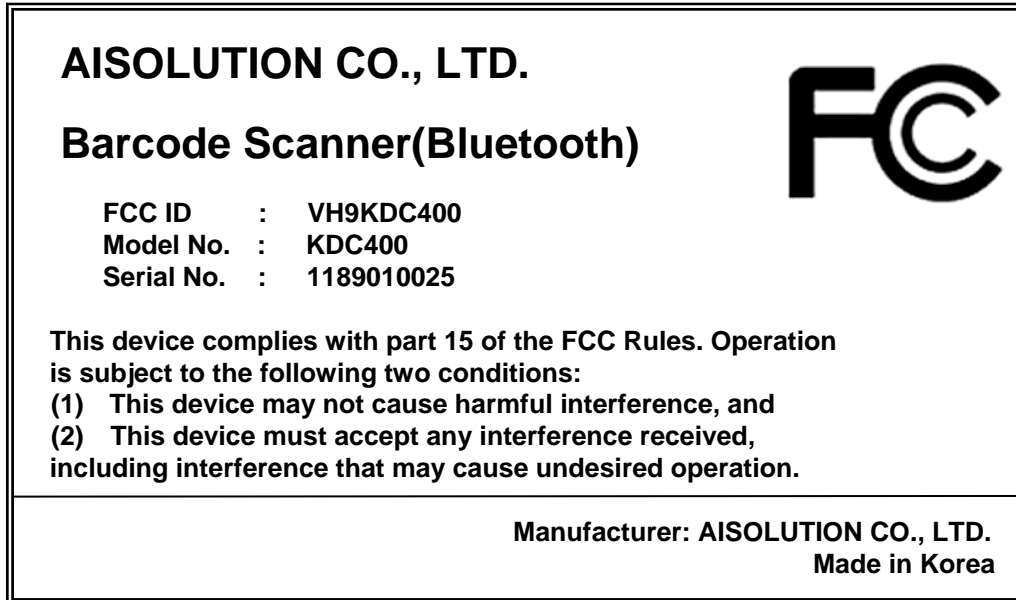 AISOLUTION CO., LTD.
FC
Barcode Scanner(Bluetooth)
FCC ID : VH9KDC400
Model No. : KDC400
Serial No. : 1189010025
This device complies with part 15 of the FCC Rules. Operation
is subject to the following two conditions:
(1) This device may not cause harmful interference, and
(2) This device must accept any interference received,
including interference that may cause undesired operation.
Manufacturer: AISOLUTION CO., LTD.
Made in Korea